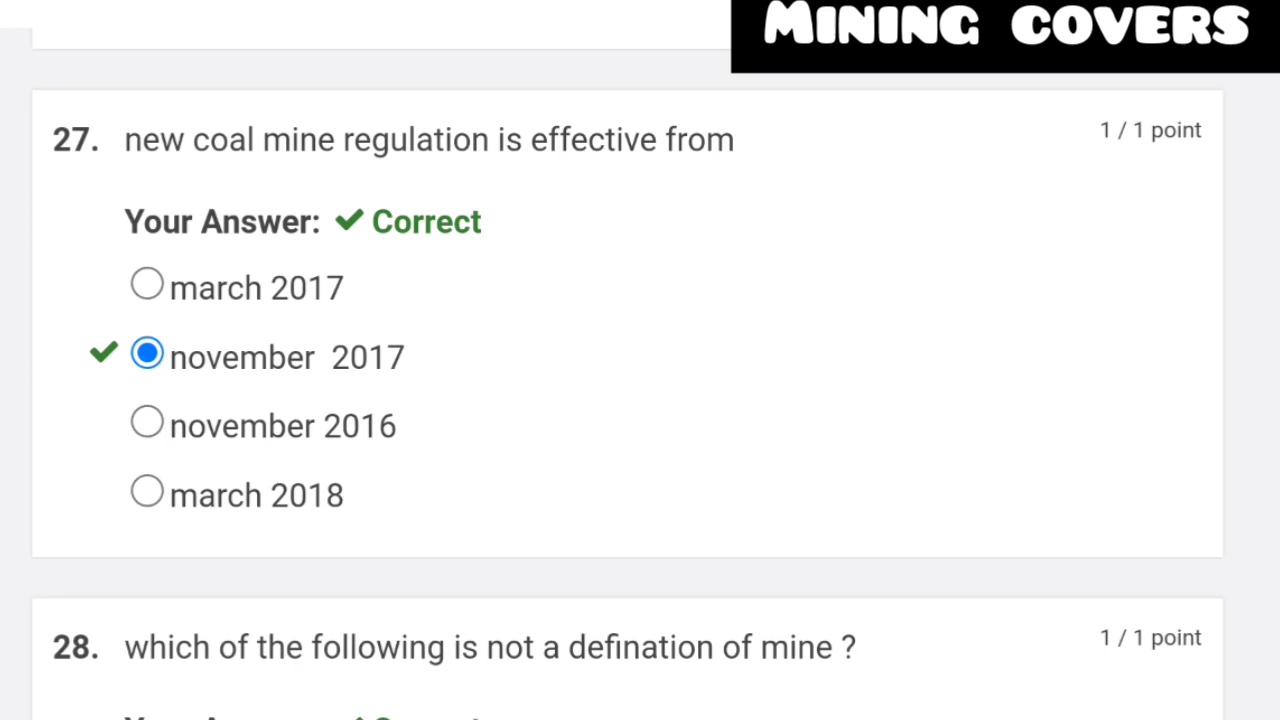 MINING COVERS
27. new coal mine regulation is effective from
1 / 1 point
Your Answer: ✔ Correct
march 2017
november 2017
november 2016
march 2018
28. which of the following is not a defination of mine ?
1 / 1 point